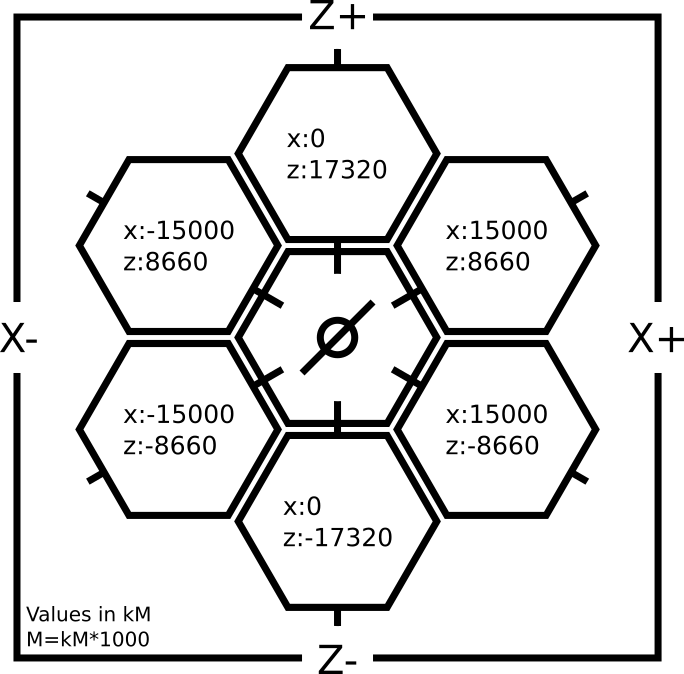 Z+
x:0
z:17320
x:-15000
z:8660
x:15000
z:8660
X-
X+
x:-15000
z:-8660
x:15000
z:-8660
x:0
z:-17320
Values in kM
M=kM*1000
Z-